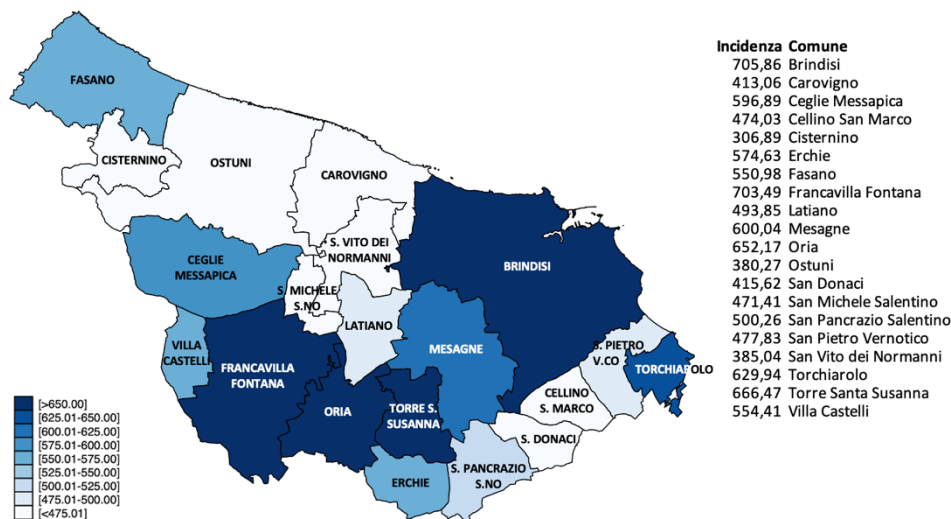 FASANO
CISTERNINO
OSTUNI
CAROVIGNO
S. VITO DEI
NORMANNI
CEGLIE
MESSAPICA
S. MICHELE
S.NO
BRINDISI
LATIANO
MESAGNE
VILLA
CASTELLI
FRANCAVILLA
FONTANA
ORIA
TORRE S.
SUSANNA
S. PIETRO
V.CO
TORCHIAROLO
CELLINO
S. MARCO
S. DONACI
S. PANCRAZIO
S.NO
ERCHIE
[>650.00]
[625.01-650.00]
[600.01-625.00]
[575.01-600.00]
[550.01-575.00]
[525.01-550.00]
[500.01-525.00]
[475.01-500.00]
[<475.01]
Incidenza Comune
705,86 Brindisi
413,06 Carovigno
596,89 Ceglie Messapica
474,03 Cellino San Marco
306,89 Cisternino
574,63 Erchie
550,98 Fasano
703,49 Francavilla Fontana
493,85 Latiano
600,04 Mesagne
652,17 Oria
380,27 Ostuni
415,62 San Donaci
471,41 San Michele Salentino
500,26 San Pancrazio Salentino
477,83 San Pietro Vernotico
385,04 San Vito dei Normanni
629,94 Torchiarolo
666,47 Torre Santa Susanna
554,41 Villa Castelli